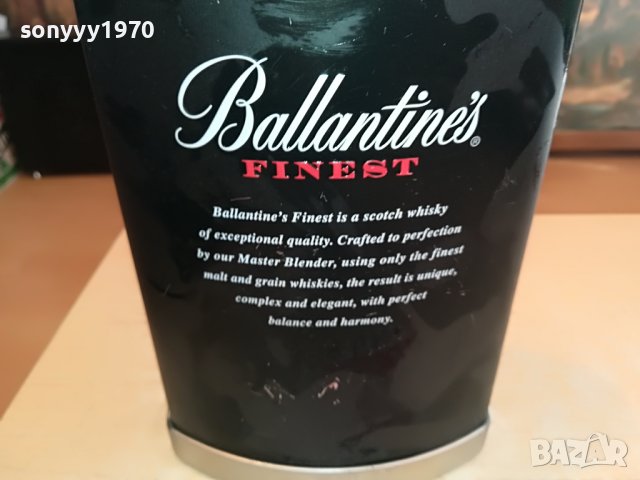 sonyyy1970
Ballantine's®
FINEST
Ballantine's Finest is a scotch whisky
of exceptional quality. Crafted to perfection
by our Master Blender, using only the finest
malt and grain whiskies, the result is unique,
complex and elegant, with perfect
balance and harmony.
BAZAR